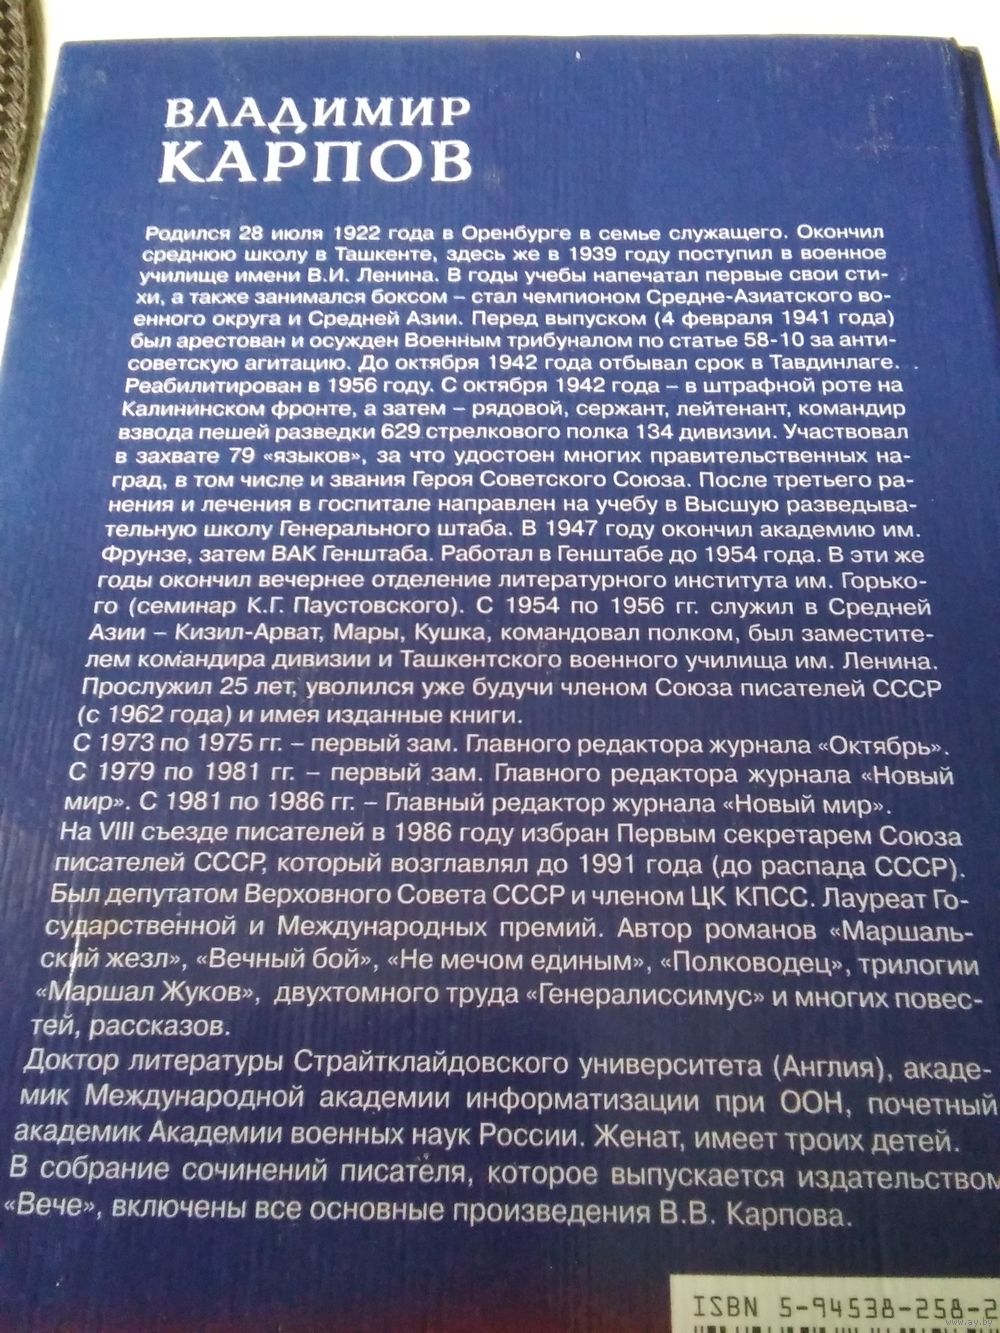 ВЛАДИМИР
КАРПОВ
Родился 28 июля 1922 года в Оренбурге в семье служащего. Окончил
среднюю школу в Ташкенте, здесь же в 1939 году поступил в военное
училище имени В.И. Ленина. В годы учебы напечатал первые свои сти-
хи, а также занимался боксом – стал чемпионом Средне-Азиатского во-
енного округа и Средней Азии. Перед выпуском (4 февраля 1941 года)
был арестован и осужден Военным трибуналом по статье 58-10 за анти-
советскую агитацию. До октября 1942 года отбывал срок в Тавдинлаге.
Реабилитирован в 1956 году. С октября 1942 года – в штрафной роте на
Калининском фронте, а затем – рядовой, сержант, лейтенант, командир
взвода пешей разведки 629 стрелкового полка 134 дивизии. Участвовал
в захвате 79 «языков», за что удостоен многих правительственных на-
град, в том числе и звания Героя Советского Союза. После третьего ра-
нения и лечения в госпитале направлен на учебу в Высшую разведыва-
тельную школу Генерального штаба. В 1947 году окончил академию им.
Фрунзе, затем ВАК Генштаба. Работал в Генштабе до 1954 года. В эти же
годы окончил вечернее отделение литературного института им. Горько-
го (семинар К.Г. Паустовского). С 1954 по 1956 гг. служил в Средней
Азии – Кизил-Арват, Мары, Кушка, командовал полком, был заместите-
лем командира дивизии и Ташкентского военного училища им. Ленина.
Прослужил 25 лет, уволился уже будучи членом Союза писателей СССР
(с 1962 года) и имея изданные книги.
С 1973 по 1975 гг. – первый зам. Главного редактора журнала «Октябрь».
С 1979 по 1981 гг. – первый зам. Главного редактора журнала «Новый
мир». С 1981 по 1986 гг. – Главный редактор журнала «Новый мир».
На VIII съезде писателей в 1986 году избран Первым секретарем Союза
писателей СССР, который возглавлял до 1991 года (до распада СССР).
Был депутатом Верховного Совета СССР и членом ЦК КПСС. Лауреат Го-
сударственной и Международных премий. Автор романов «Маршаль-
ский жезл», «Вечный бой», «Не мечом единым», «Полководец», трилогии
«Маршал Жуков», двухтомного труда «Генералиссимус» и многих повес-
тей, рассказов.
Доктор литературы Страйтклайдовского университета (Англия), акаде-
мик Международной академии информатизации при ООН, почетный
академик Академии военных наук России. Женат, имеет троих детей.
В собрание сочинений писателя, которое выпускается издательством
«Вече», включены все основные произведения В.В. Карпова.
ISBN 5-94538-258-2
www.ay.by